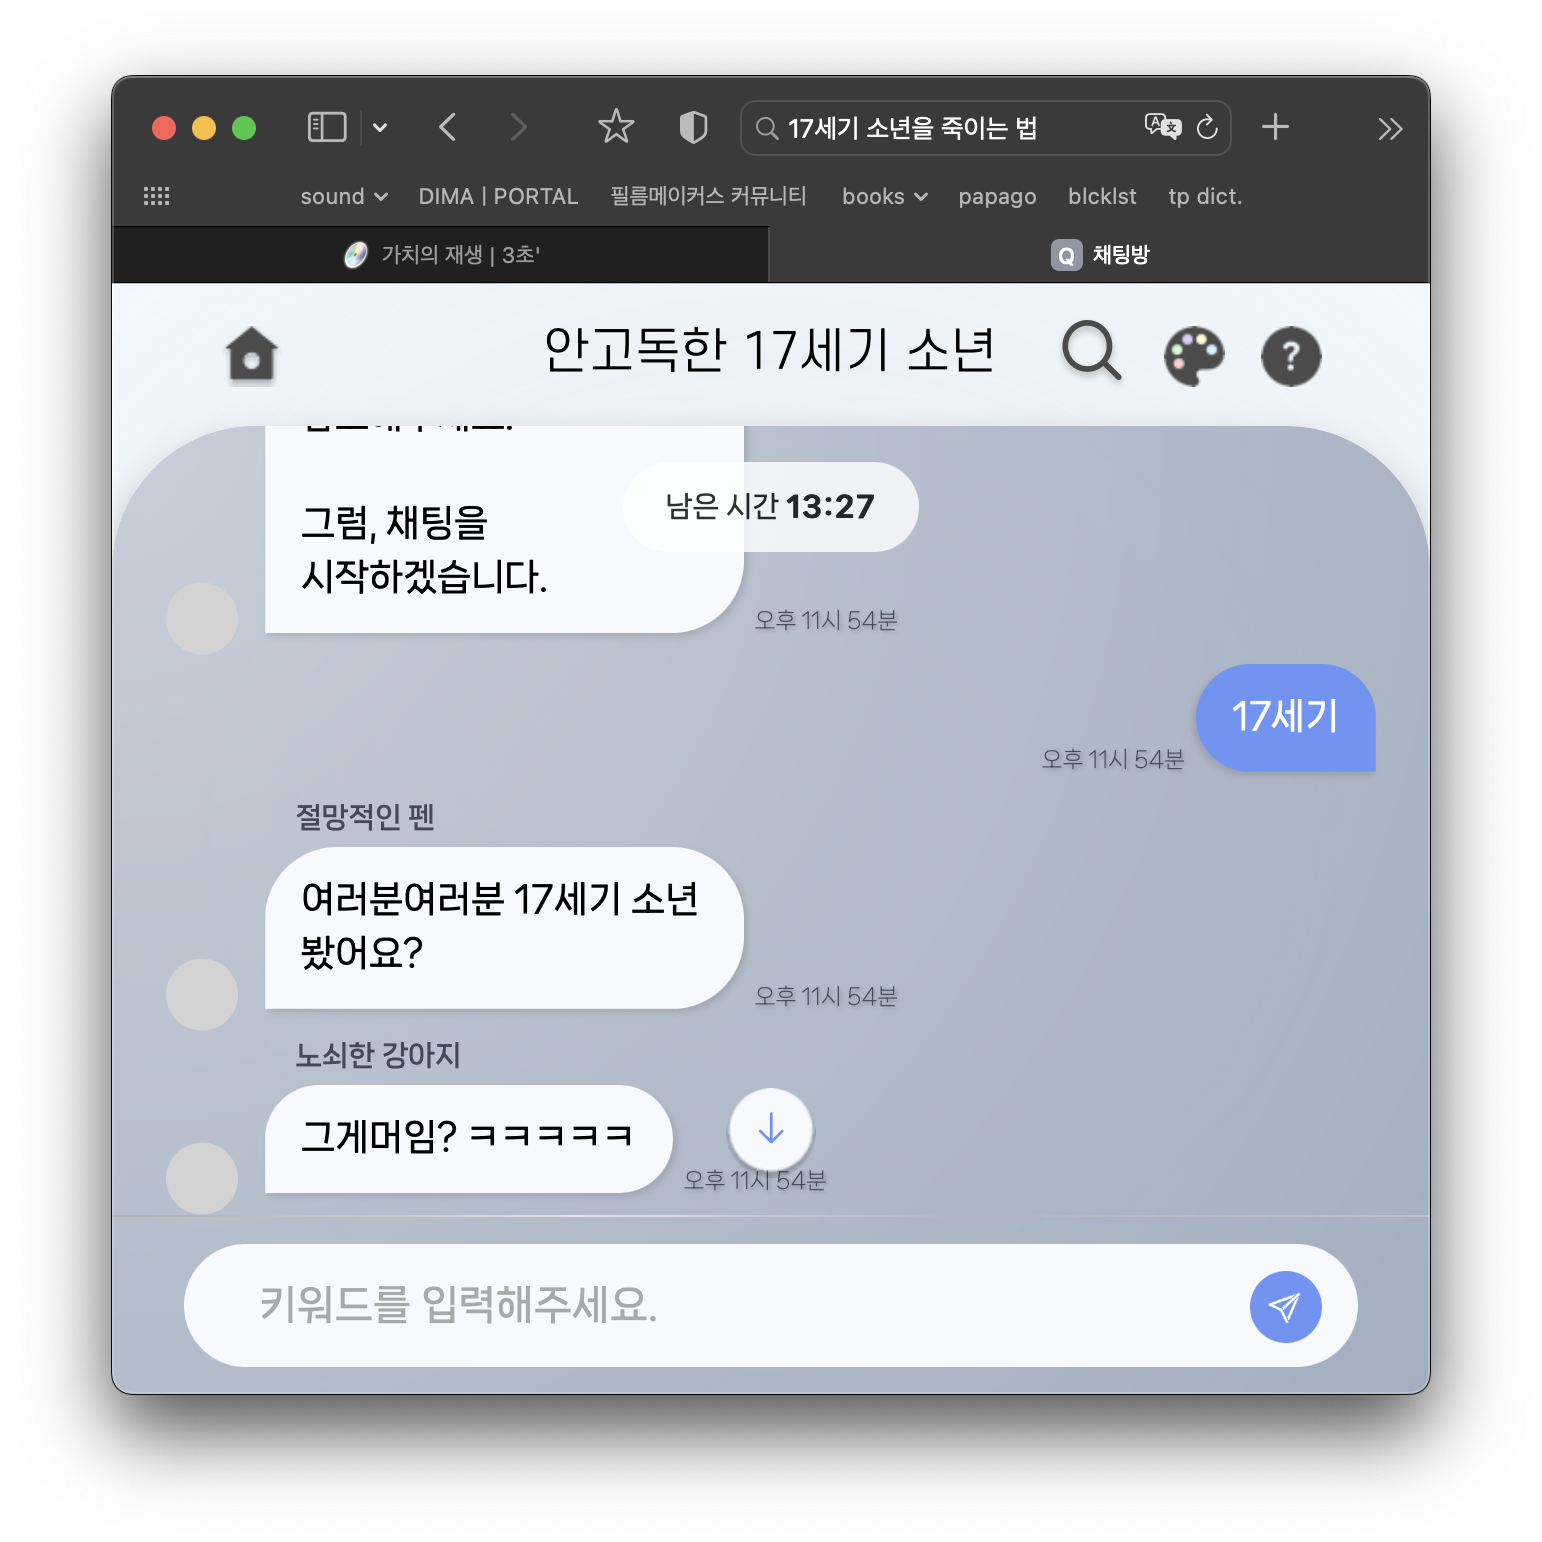 17세기 소년을 죽이는 법
sound DIMA | PORTAL 필름메이커스 커뮤니티 books papago blcklst tp dict.
가치의 재생 | 3초'
Q 채팅방
안고독한 17세기 소년
?
남은 시간 13:27
그럼, 채팅을
시작하겠습니다.
오후 11시 54분
17세기
오후 11시 54분
절망적인 펜
여러분여러분 17세기 소년
봤어요?
오후 11시 54분
노쇠한 강아지
그게머임? ㅋㅋㅋㅋㅋ
오후 11시 54분
키워드를 입력해주세요.